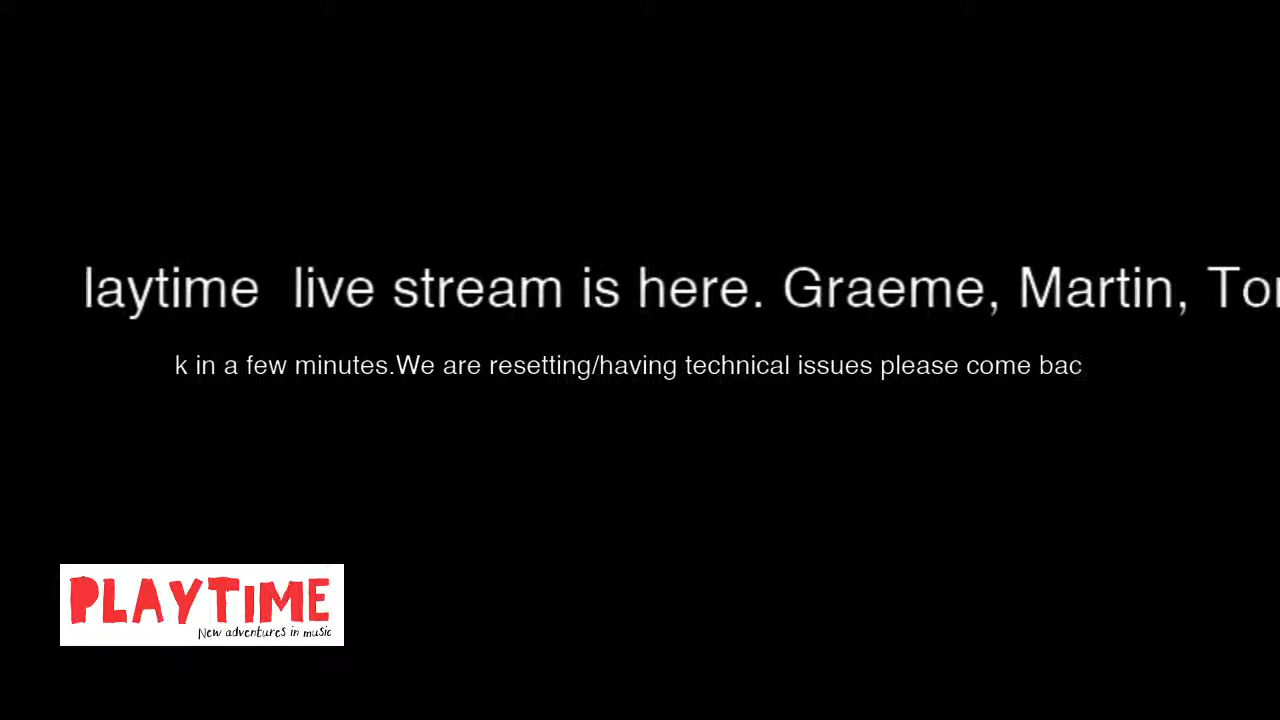 laytime live stream is here. Graeme, Martin, To
k in a few minutes.We are resetting/having technical issues please come bac
PLAYTIME
New adventures in music